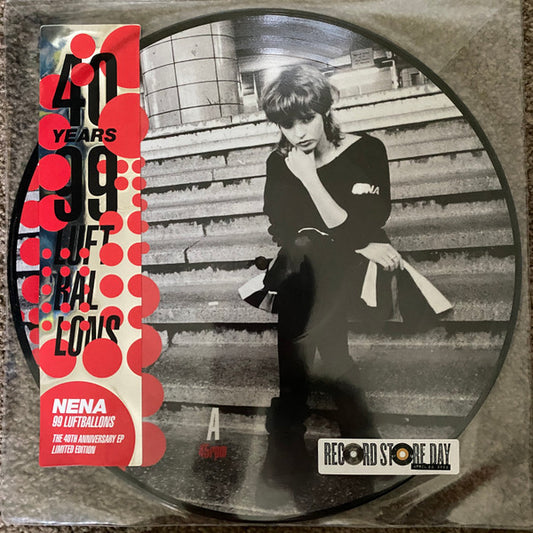 40
YEARS
99
LUFT
BAL
LONS
NENA
99 LUFTBALLONS
THE 40TH ANNIVERSARY EP
LIMITED EDITION
NENA
A
45RPM
RECORD STORE DAY